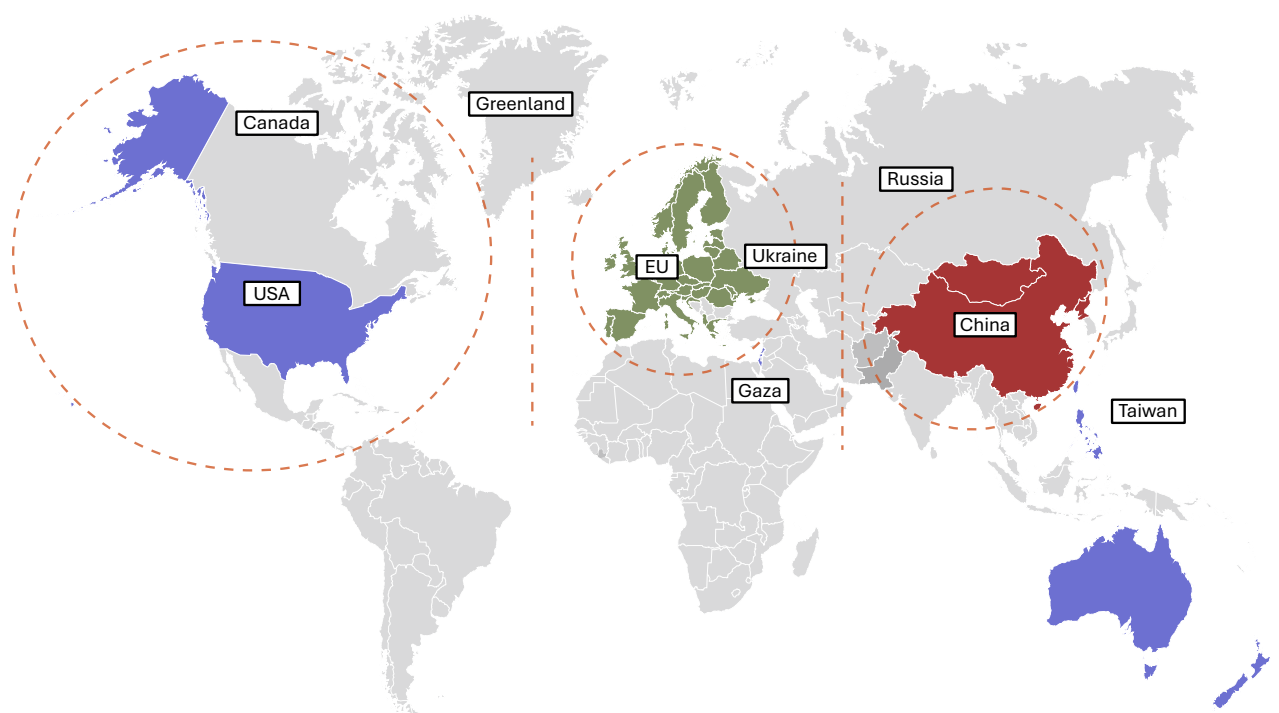 Greenland
Canada
Russia
Ukraine
EU
USA
China
Gaza
Taiwan